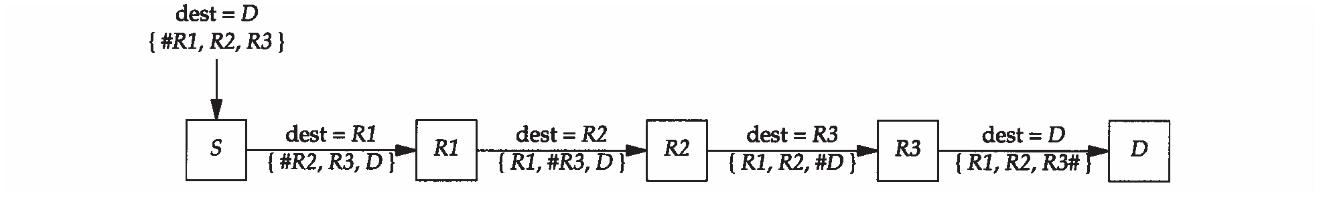 dest = D
{ #R1, R2, R3 }
S
dest = R1
{ #R2, R3, D }
R1
dest = R2
{ R1, #R3, D }
R2
dest = R3
{ R1, R2, #D }
R3
dest = D
{ R1, R2, R3# }
D